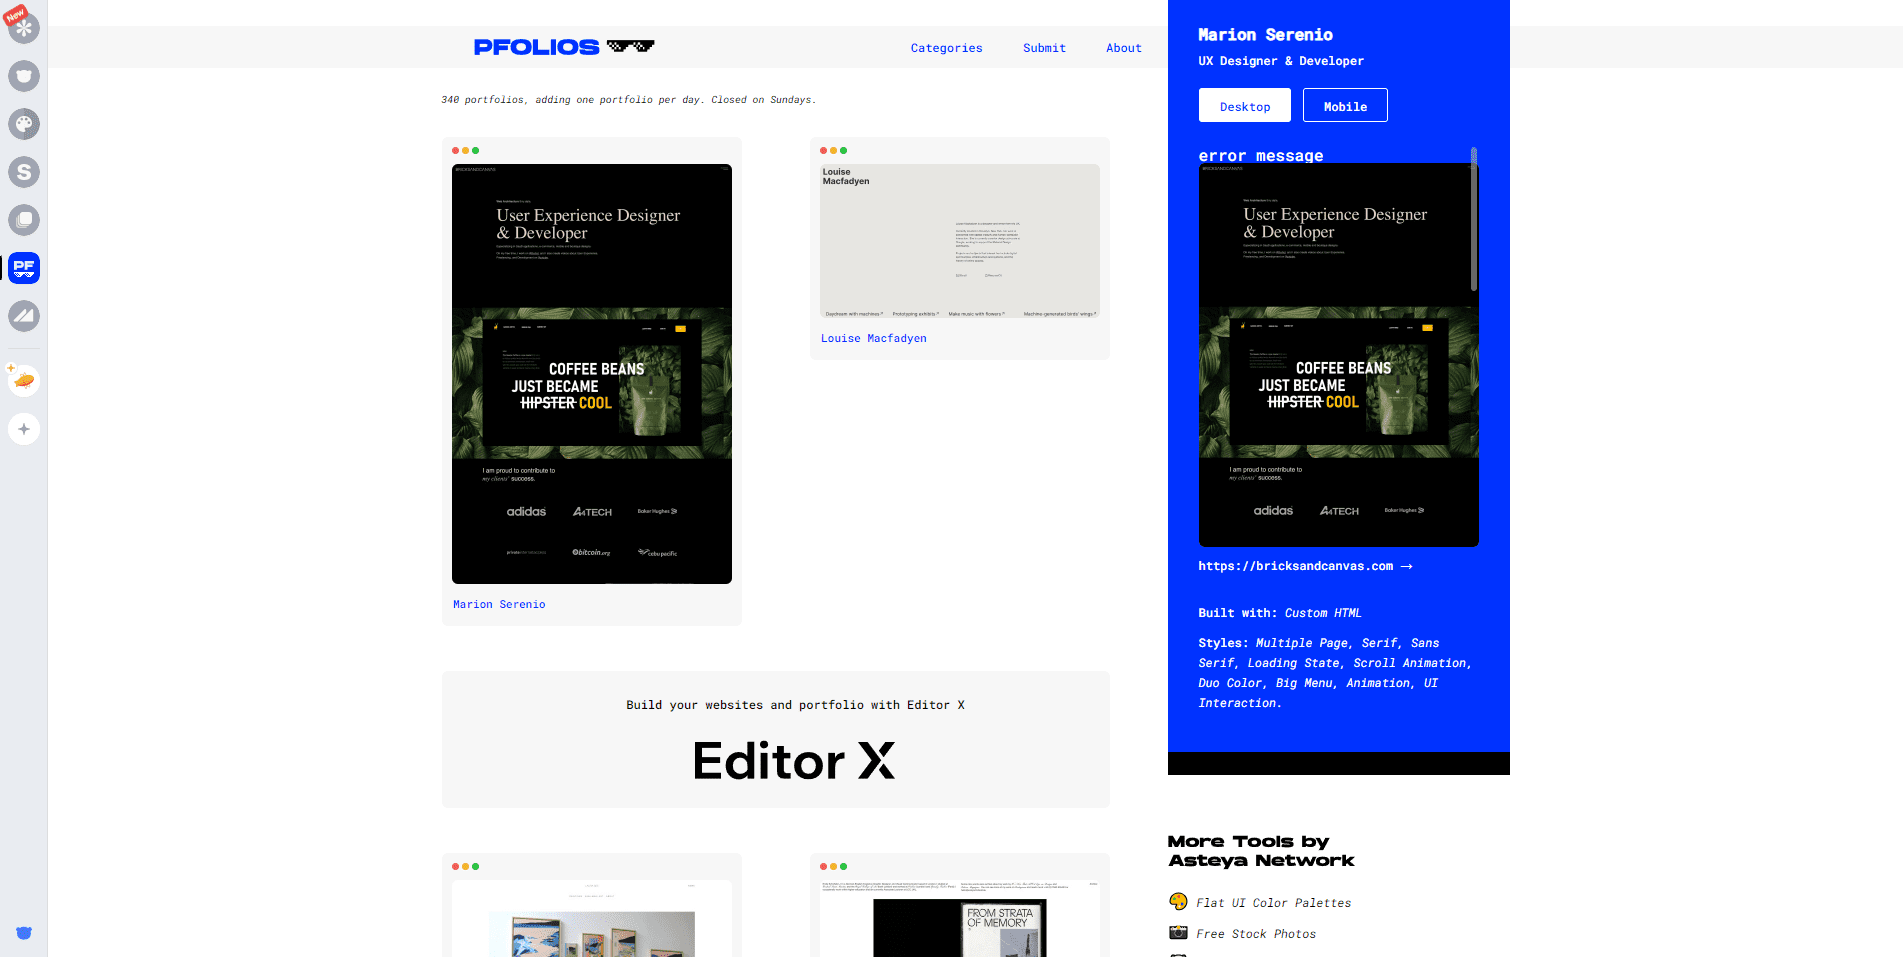 New
S
PF
PFOLIOS
Categories
Submit
About
340 portfolios, adding one portfolio per day. Closed on Sundays.
BRICKSANDCANVAS
User Experience Designer
& Developer
COFFEE BEANS
JUST BECAME
HIPSTER COOL
I am proud to contribute to
my clients' success.
adidas
A4TECH
Baker Hughes
privateinternetaccess
bitcoin.org
cebu pacific
Marion Serenio
Louise
Macfadyen
Daydream with machines
Prototyping exhibits
Make music with flowers
Machine-generated birds' wings
Louise Macfadyen
Build your websites and portfolio with Editor X
Editor X
FROM STRATA
OF MEMORY
Marion Serenio
UX Designer & Developer
Desktop
Mobile
error message
BRICKSANDCANVAS
User Experience Designer
& Developer
COFFEE BEANS
JUST BECAME
HIPSTER COOL
I am proud to contribute to
my clients' success.
adidas
A4TECH
Baker Hughes
https://bricksandcanvas.com →
Built with: Custom HTML
Styles: Multiple Page, Serif, Sans
Serif, Loading State, Scroll Animation,
Duo Color, Big Menu, Animation, UI
Interaction.
More Tools by
Asteya Network
Flat UI Color Palettes
Free Stock Photos